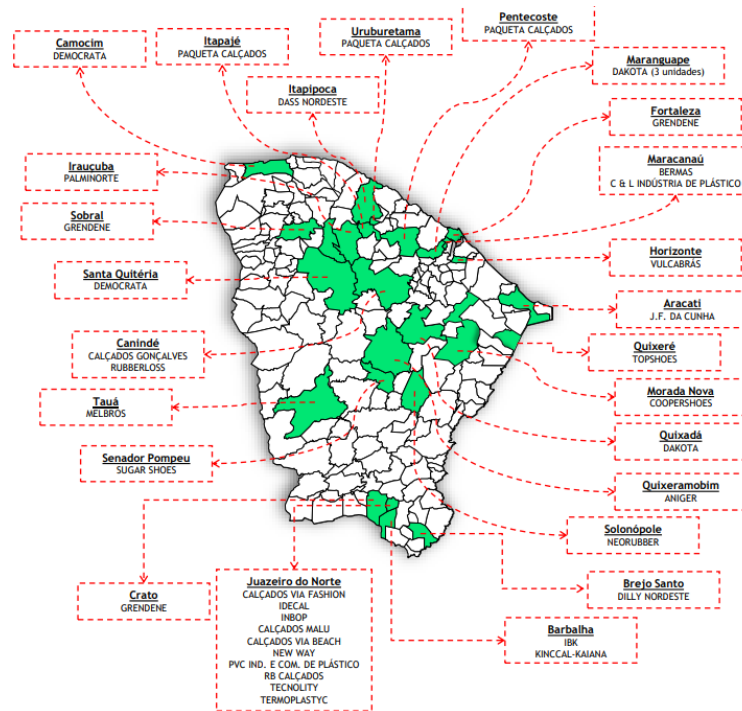 Camocim
DEMOCRATA
Itapajé
PAQUETA CALÇADOS
Uruburetama
PAQUETA CALÇADOS
Pentecoste
PAQUETA CALÇADOS
Itapipoca
DASS NORDESTE
Maranguape
DAKOTA (3 unidades)
Fortaleza
GRENDENE
Irauçuba
PALMINORTE
Maracanaú
BERMAS
C & L INDÚSTRIA DE PLÁSTICO
Sobral
GRENDENE
Horizonte
VULCABRÁS
Santa Quitéria
DEMOCRATA
Aracati
J.F. DA CUNHA
Canindé
CALÇADOS GONÇALVES
RUBBERLOSS
Quixeré
TOPSHOES
Tauá
MELBROS
Morada Nova
COOPERSHOES
Quixadá
DAKOTA
Senador Pompeu
SUGAR SHOES
Quixeramobim
ANIGER
Solonópole
NEORUBBER
Crato
GRENDENE
Juazeiro do Norte
CALÇADOS VIA FASHION
IDECAL
INBOP
CALÇADOS MALU
CALÇADOS VIA BEACH
NEW WAY
PVC IND. E COM. DE PLÁSTICO
RB CALÇADOS
TECNOLITY
TERMOPLASTYC
Brejo Santo
DILLY NORDESTE
Barbalha
IBK
KINCCAL-KAIANA